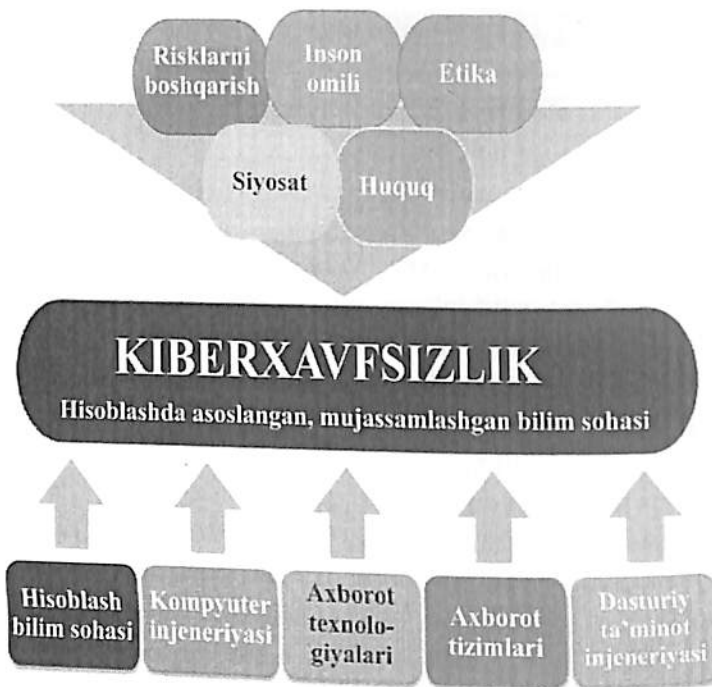 Risklarni
boshqarish
Inson
omili
Etika
Siyosat
Huquq
KIBERXAVFSIZLIK
Hisoblashda asoslangan, mujassamlashgan bilim sohasi
Hisoblash
bilim sohasi
Kompyuter
injeneriyasi
Axborot
texnolo-
giyalari
Axborot
tizimlari
Dasturiy
ta`minot
injeneriyasi